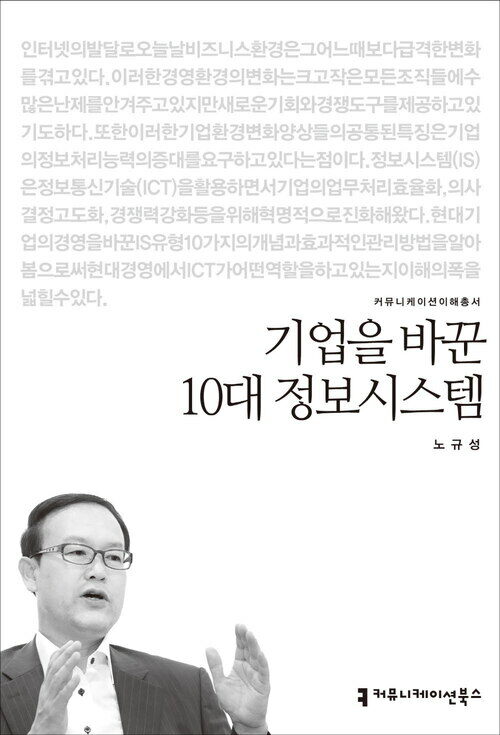 인터넷의발달로오늘날비즈니스환경은그어느때보다급격한변화
를겪고있다.이러한경영환경의변화는크고작은모든조직들에수
많은난제를안겨주고있지만새로운기회와경쟁도구를제공하고있
기도하다.또한이러한기업환경변화양상들의공통된특징은기업
의정보처리능력의증대를요구하고있다는점이다.정보시스템(IS)
은정보통신기술(ICT)을활용하면서기업의업무처리효율화,의사
결정고도화,경쟁력강화등을위해혁명적으로진화해왔다.현대기
업의경영을바꾼IS유형10가지의개념과효과적인관리방법을알아
봄으로써현대경영에서ICT가어떤역할을하고있는지이해의폭을
넓힐수있다.
커뮤니케이션이해총서
기업을 바꾼
10대 정보시스템
노규성
커뮤니케이션북스